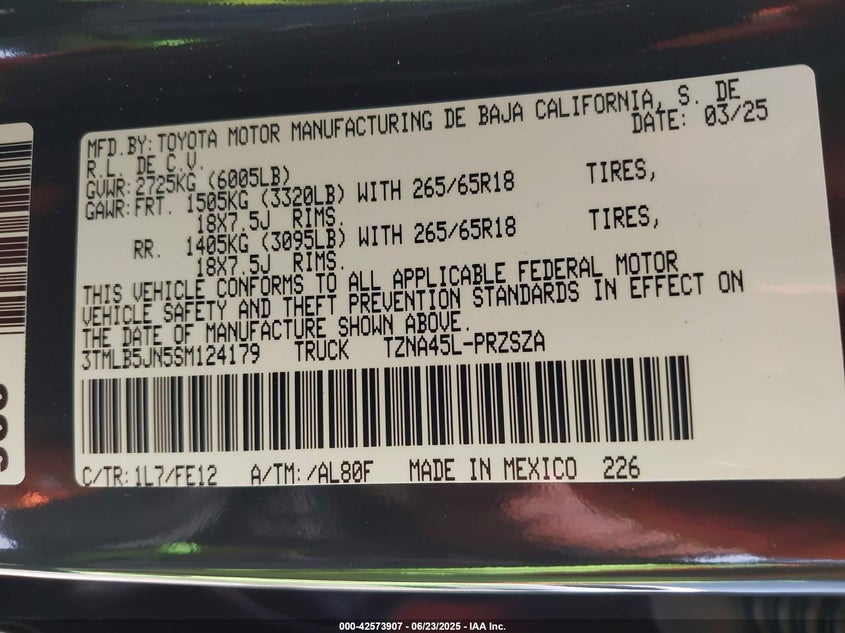 MFD.BY:TOYOTA MOTOR MANUFACTURING DE BAJA CALIFORNIA, S. DE
R.L. DE C.V. DATE: 03/25
GVWR:2725KG (6005LB)
GAWR:FRT. 1505KG (3320LB) WITH 265/65R18 TIRES,
18X7.5J RIMS.
RR. 1405KG (3095LB) WITH 265/65R18 TIRES,
18X7.5J RIMS.
THIS VEHICLE CONFORMS TO ALL APPLICABLE FEDERAL MOTOR
VEHICLE SAFETY AND THEFT PREVENTION STANDARDS IN EFFECT ON
THE DATE OF MANUFACTURE SHOWN ABOVE.
3TMLB5JN5SM124179 TRUCK TZNA45L-PRZSZA
C/TR:1L7/FE12 A/TM:/AL80F MADE IN MEXICO 226
000-42573907 - 06/23/2025 - IAA Inc.